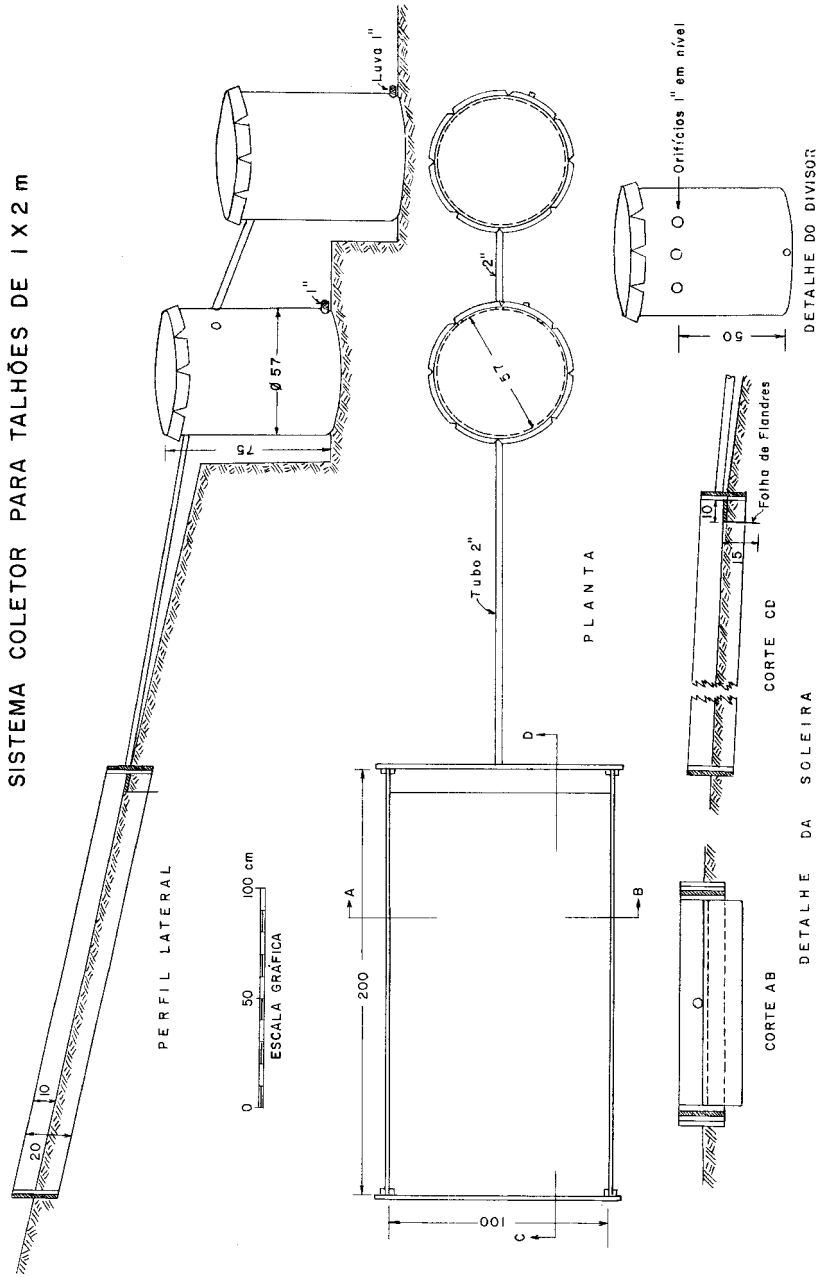 SISTEMA COLETOR PARA TALHÕES DE 1 X 2 m
20
10
PERFIL LATERAL
0 50 100 cm
ESCALA GRÁFICA
75
Ø 57
1"
Luva 1"
A
B
C
D
200
100
Tubo 2"
57
2"
PLANTA
CORTE AB
10
15
Folha de Flandres
CORTE CD
DETALHE DA SOLEIRA
50
Orifícios 1" em nível
DETALHE DO DIVISOR